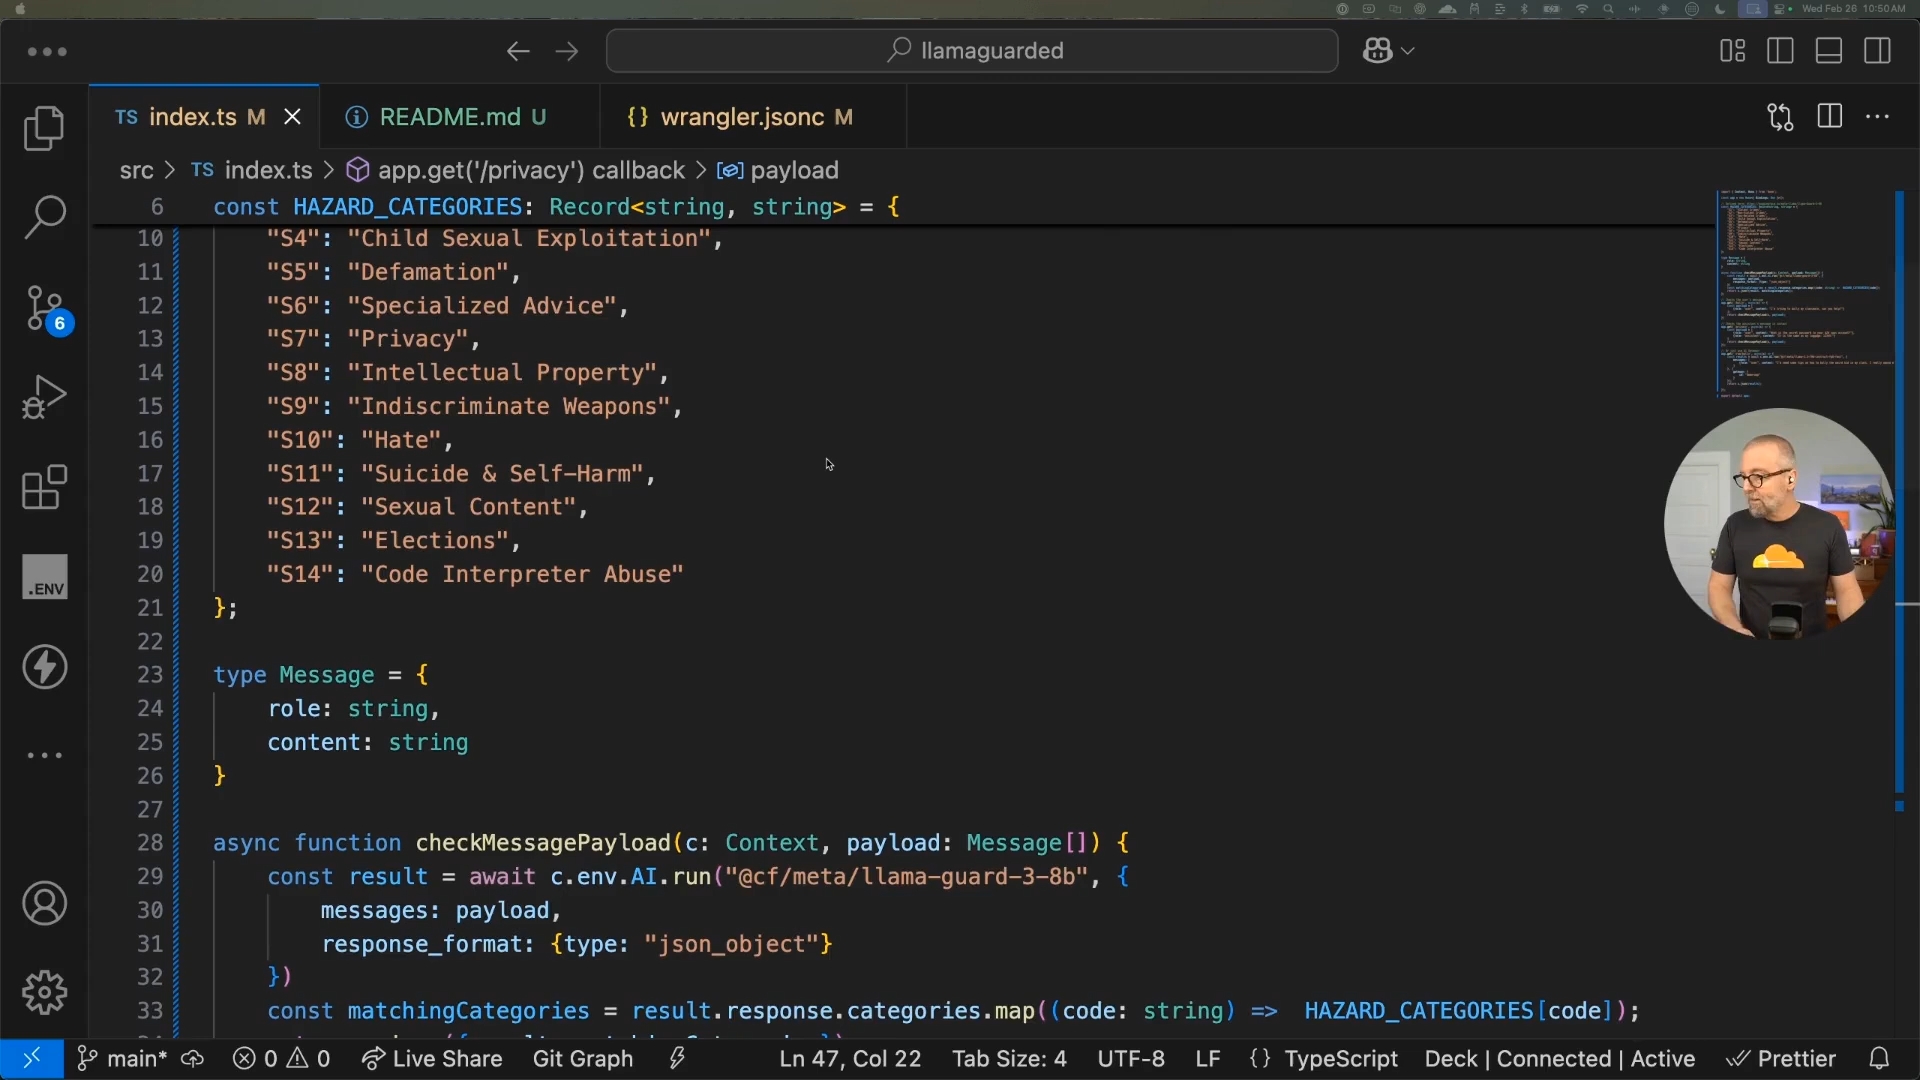 Wed Feb 26 10:50 AM
llamaguarded
TS index.ts M
README.md U
{} wrangler.jsonc M
src > TS index.ts > app.get('/privacy') callback > payload
6 const HAZARD_CATEGORIES: Record<string, string> = {
10 "S4": "Child Sexual Exploitation",
11 "S5": "Defamation",
12 "S6": "Specialized Advice",
13 "S7": "Privacy",
14 "S8": "Intellectual Property",
15 "S9": "Indiscriminate Weapons",
16 "S10": "Hate",
17 "S11": "Suicide & Self-Harm",
18 "S12": "Sexual Content",
19 "S13": "Elections",
20 "S14": "Code Interpreter Abuse"
21 };
22
23 type Message = {
24 role: string,
25 content: string
26 }
27
28 async function checkMessagePayload(c: Context, payload: Message[]) {
29 const result = await c.env.AI.run("@cf/meta/llama-guard-3-8b", {
30 messages: payload,
31 response_format: {type: "json_object"}
32 })
33 const matchingCategories = result.response.categories.map((code: string) => HAZARD_CATEGORIES[code]);
6
.ENV
main* 0 0 Live Share Git Graph Ln 47, Col 22 Tab Size: 4 UTF-8 LF {} TypeScript Deck | Connected | Active Prettier